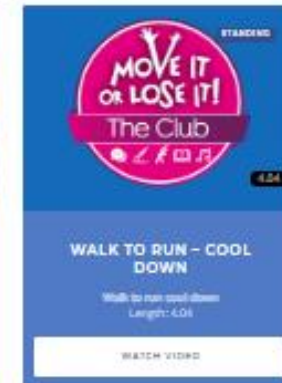 STANDING
MOVE IT
OR LOSE IT!
The Club
4.04
WALK TO RUN – COOL
DOWN
Walk to run cool down
Length: 4.04
WATCH VIDEO